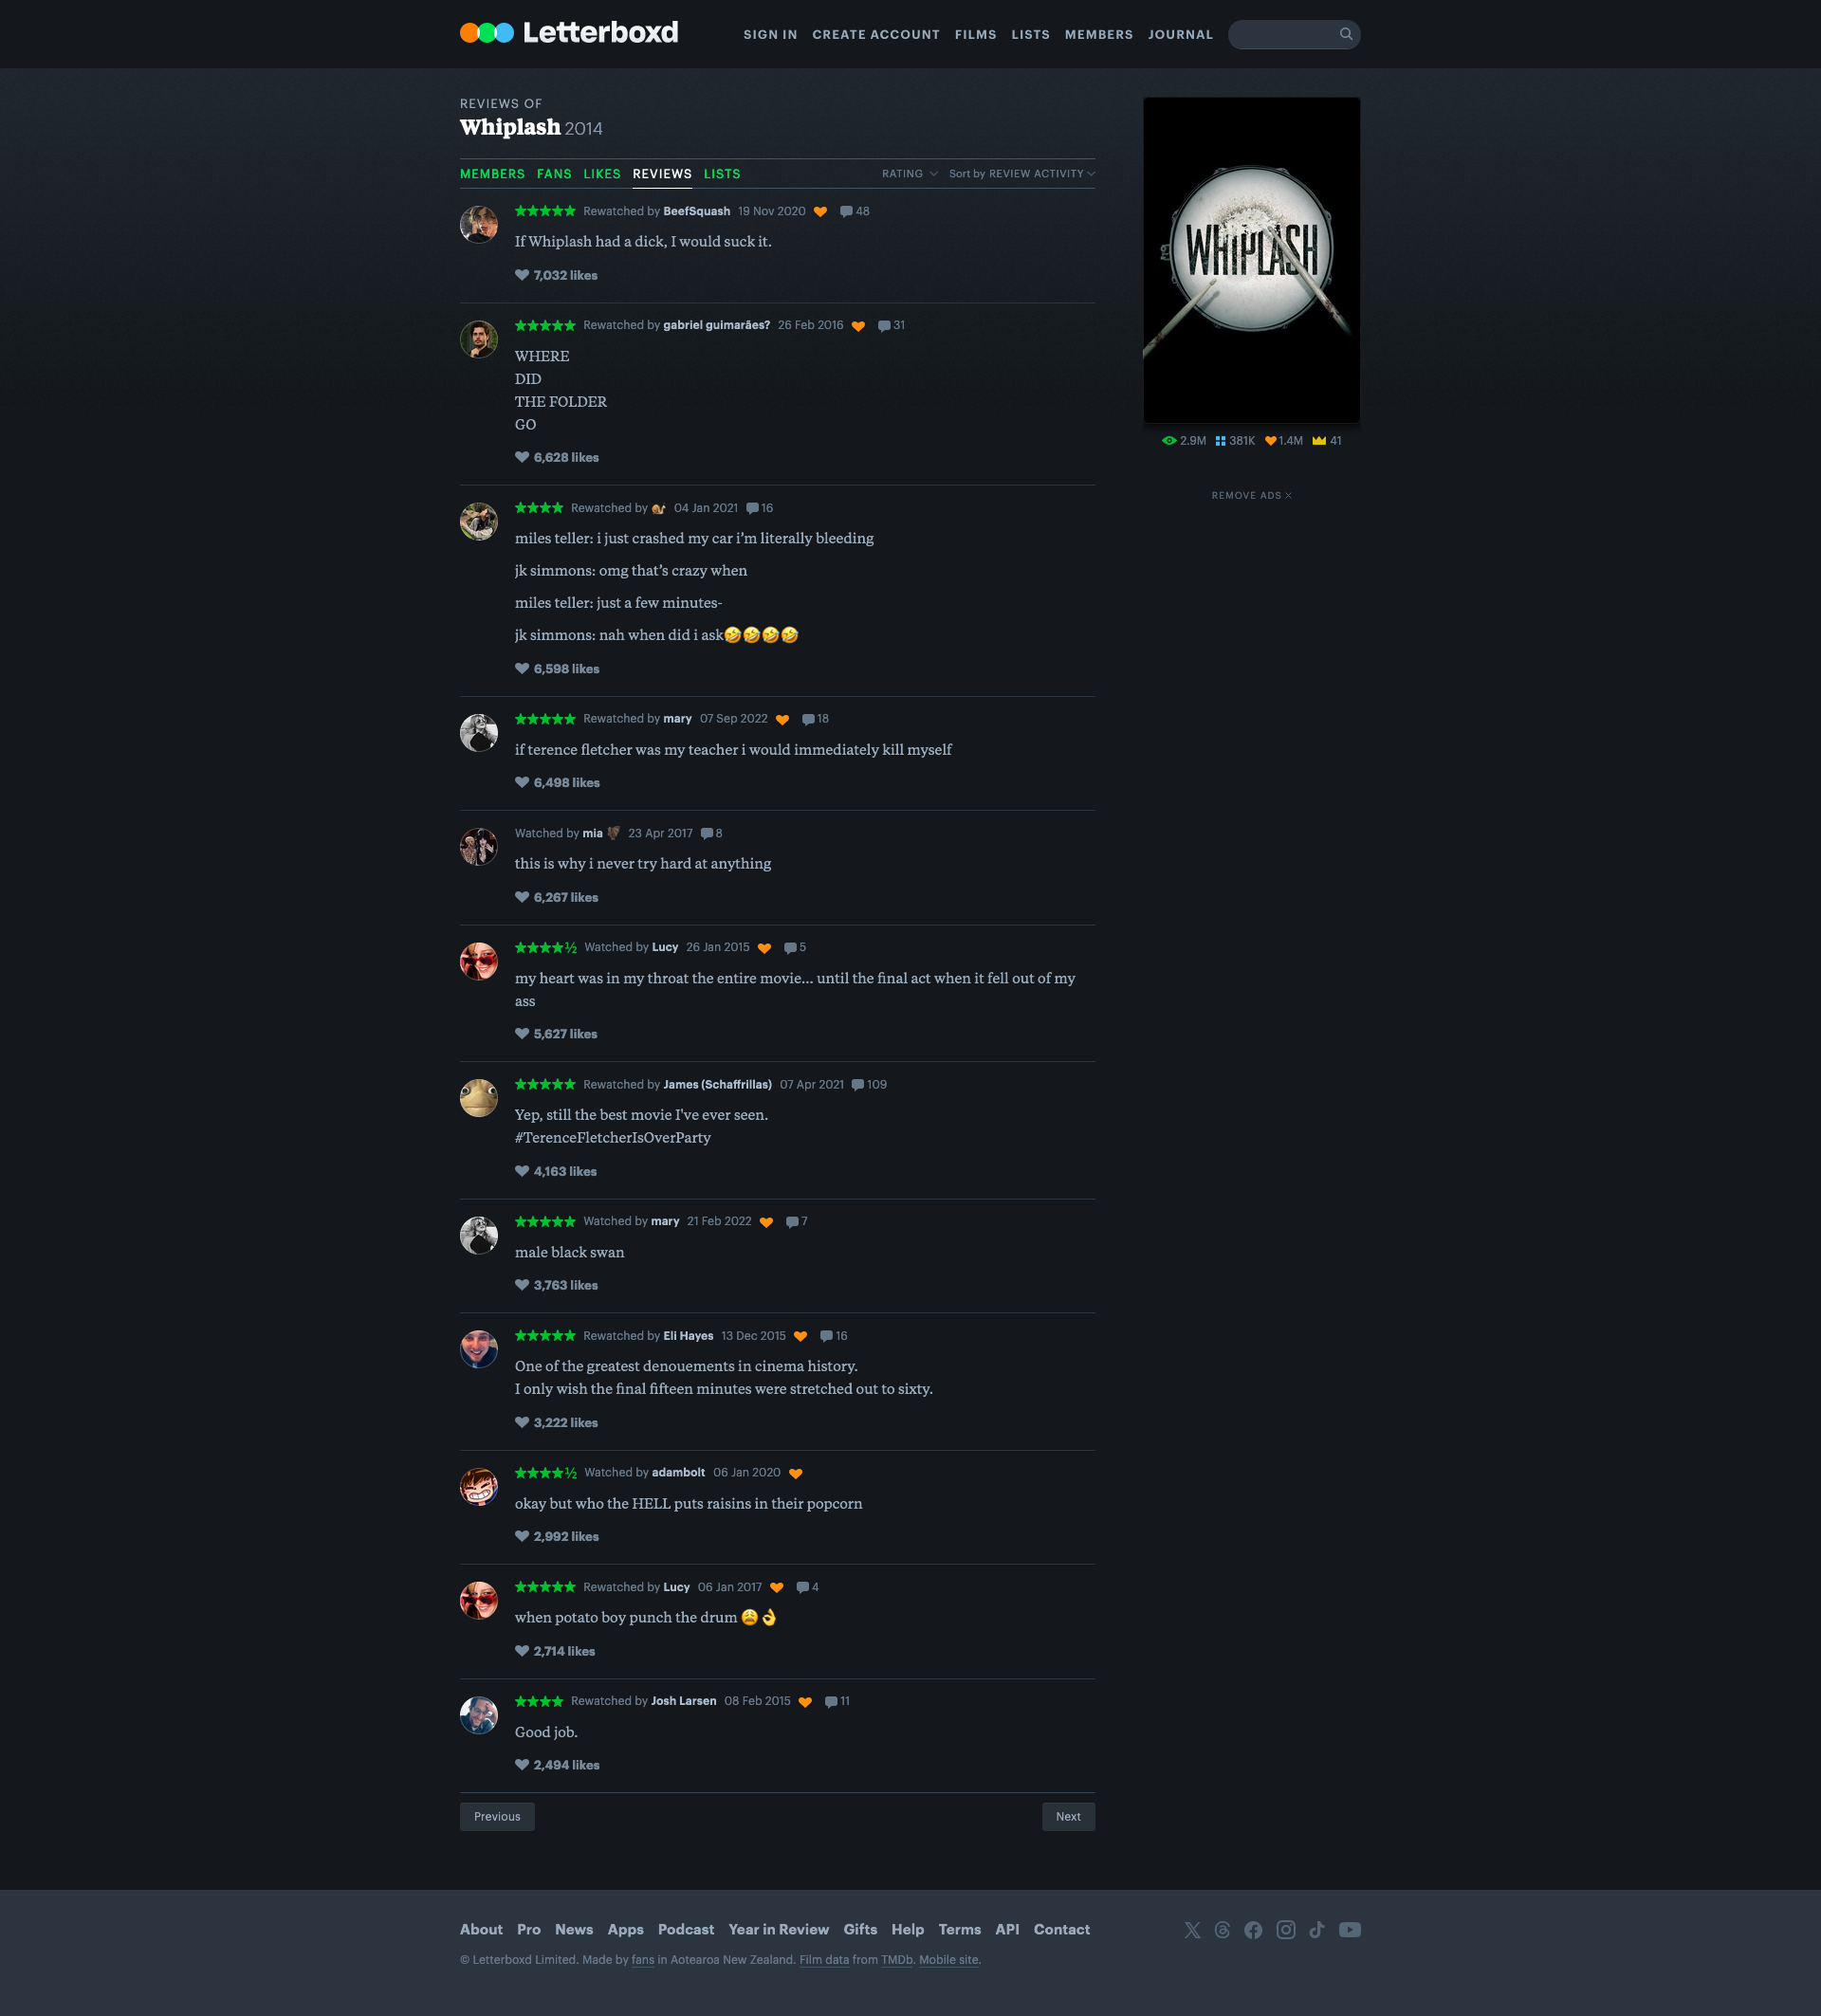 Letterboxd
SIGN IN CREATE ACCOUNT FILMS LISTS MEMBERS JOURNAL
REVIEWS OF
Whiplash 2014
MEMBERS FANS LIKES REVIEWS LISTS RATING Sort by REVIEW ACTIVITY
★★★★★ Rewatched by BeefSquash 19 Nov 2020 48
If Whiplash had a dick, I would suck it.
7,032 likes
★★★★★ Rewatched by gabriel guimarães? 26 Feb 2016 31
WHERE
DID
THE FOLDER
GO
6,628 likes
★★★★ Rewatched by 🐌 04 Jan 2021 16
miles teller: i just crashed my car i’m literally bleeding
jk simmons: omg that’s crazy when
miles teller: just a few minutes-
jk simmons: nah when did i ask🤣🤣🤣🤣
6,598 likes
★★★★★ Rewatched by mary 07 Sep 2022 18
if terence fletcher was my teacher i would immediately kill myself
6,498 likes
Watched by mia 23 Apr 2017 8
this is why i never try hard at anything
6,267 likes
★★★★½ Watched by Lucy 26 Jan 2015 5
my heart was in my throat the entire movie... until the final act when it fell out of my
ass
5,627 likes
★★★★★ Rewatched by James (Schaffrillas) 07 Apr 2021 109
Yep, still the best movie I've ever seen.
#TerenceFletcherIsOverParty
4,163 likes
★★★★★ Watched by mary 21 Feb 2022 7
male black swan
3,763 likes
★★★★★ Rewatched by Eli Hayes 13 Dec 2015 16
One of the greatest denouements in cinema history.
I only wish the final fifteen minutes were stretched out to sixty.
3,222 likes
★★★★½ Watched by adambolt 06 Jan 2020
okay but who the HELL puts raisins in their popcorn
2,992 likes
★★★★★ Rewatched by Lucy 06 Jan 2017 4
when potato boy punch the drum 😩👌
2,714 likes
★★★★ Rewatched by Josh Larsen 08 Feb 2015 11
Good job.
2,494 likes
Previous Next
WHIPLASH
2.9M 381K 1.4M 41
REMOVE ADS
About Pro News Apps Podcast Year in Review Gifts Help Terms API Contact
© Letterboxd Limited. Made by fans in Aotearoa New Zealand. Film data from TMDb. Mobile site.